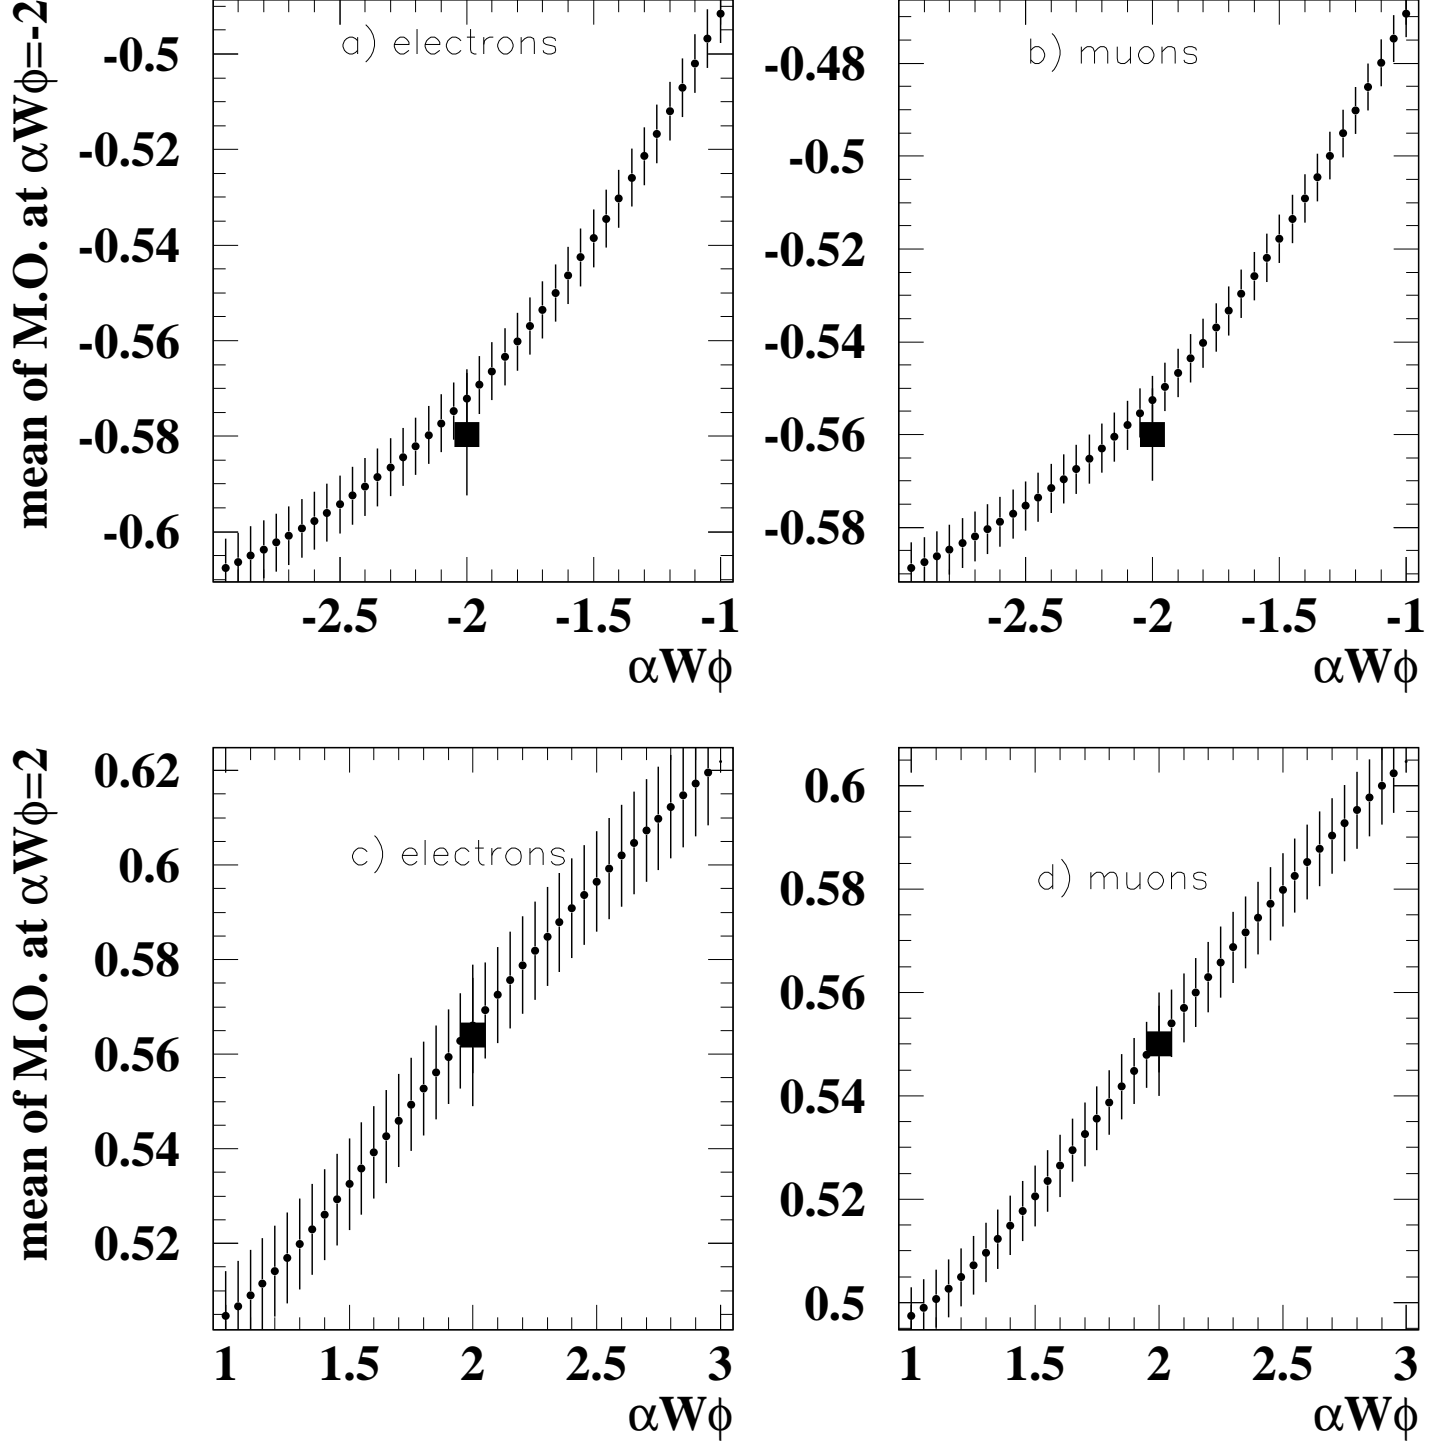 mean of M.O. at αWϕ=-2
a) electrons
-0.5
-0.52
-0.54
-0.56
-0.58
-0.6
-2.5 -2 -1.5 -1
αWϕ
b) muons
-0.48
-0.5
-0.52
-0.54
-0.56
-0.58
-2.5 -2 -1.5 -1
αWϕ
mean of M.O. at αWϕ=2
c) electrons
0.62
0.6
0.58
0.56
0.54
0.52
1 1.5 2 2.5 3
αWϕ
d) muons
0.6
0.58
0.56
0.54
0.52
0.5
1 1.5 2 2.5 3
αWϕ